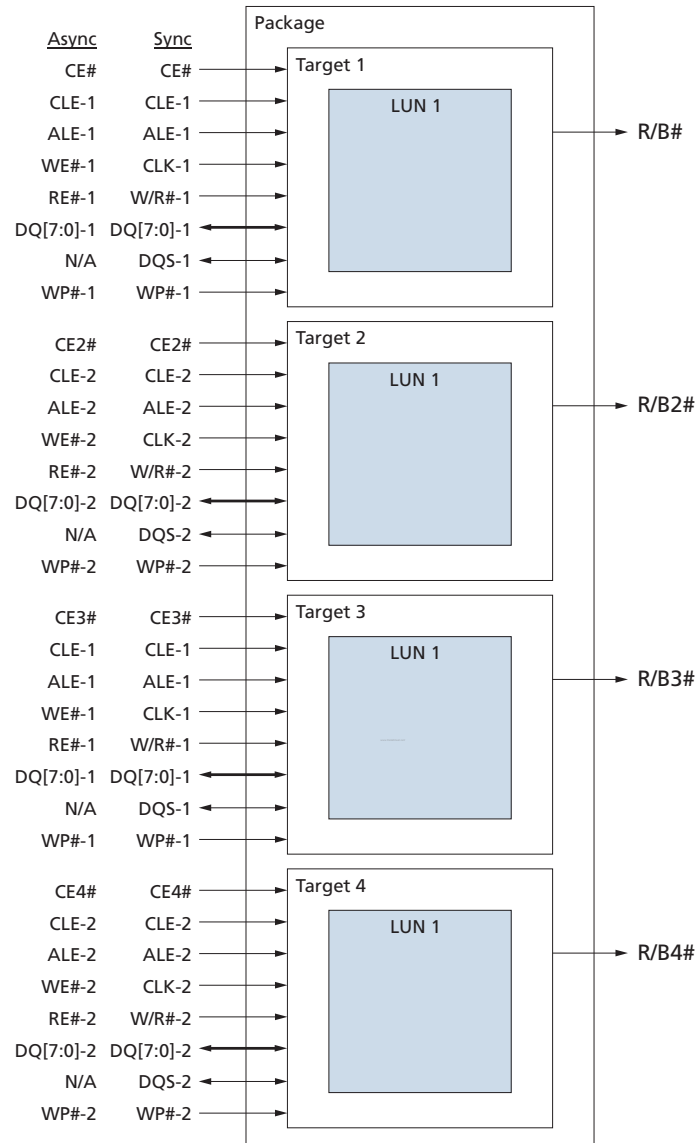 Package
Async Sync
Target 1
CE# CE#
LUN 1
CLE-1 CLE-1
ALE-1 ALE-1
R/B#
WE#-1 CLK-1
RE#-1 W/R#-1
DQ[7:0]-1 DQ[7:0]-1
N/A DQS-1
WP#-1 WP#-1
Target 2
CE2# CE2#
LUN 1
CLE-2 CLE-2
ALE-2 ALE-2
R/B2#
WE#-2 CLK-2
RE#-2 W/R#-2
DQ[7:0]-2 DQ[7:0]-2
N/A DQS-2
WP#-2 WP#-2
Target 3
CE3# CE3#
LUN 1
CLE-1 CLE-1
ALE-1 ALE-1
R/B3#
WE#-1 CLK-1
RE#-1 W/R#-1
DQ[7:0]-1 DQ[7:0]-1
N/A DQS-1
WP#-1 WP#-1
Target 4
CE4# CE4#
LUN 1
CLE-2 CLE-2
ALE-2 ALE-2
R/B4#
WE#-2 CLK-2
RE#-2 W/R#-2
DQ[7:0]-2 DQ[7:0]-2
N/A DQS-2
WP#-2 WP#-2